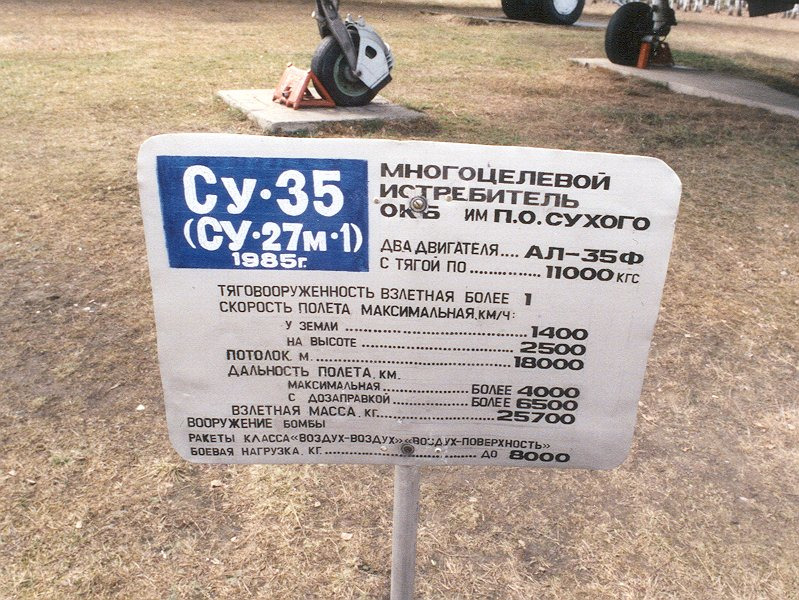 Су-35
(СУ-27м-1)
1985г.
МНОГОЦЕЛЕВОЙ
ИСТРЕБИТЕЛЬ
ОКБ ИМ П.О.СУХОГО
ДВА ДВИГАТЕЛЯ.... АЛ-35Ф
С ТЯГОЙ ПО .............. 11000 КГС
ТЯГОВООРУЖЕННОСТЬ ВЗЛЕТНАЯ БОЛЕЕ 1
СКОРОСТЬ ПОЛЕТА МАКСИМАЛЬНАЯ,КМ/Ч:
У ЗЕМЛИ ................................ 1400
НА ВЫСОТЕ ............................ 2500
ПОТОЛОК, М. ................................ 18000
ДАЛЬНОСТЬ ПОЛЕТА, КМ.
МАКСИМАЛЬНАЯ ................ БОЛЕЕ 4000
С ДОЗАПРАВКОЙ ............... БОЛЕЕ 6500
ВЗЛЕТНАЯ МАССА, КГ. ..................... 25700
ВООРУЖЕНИЕ БОМБЫ
РАКЕТЫ КЛАССА «ВОЗДУХ-ВОЗДУХ» «ВОЗДУХ-ПОВЕРХНОСТЬ»
БОЕВАЯ НАГРУЗКА, КГ. ........................... ДО 8000